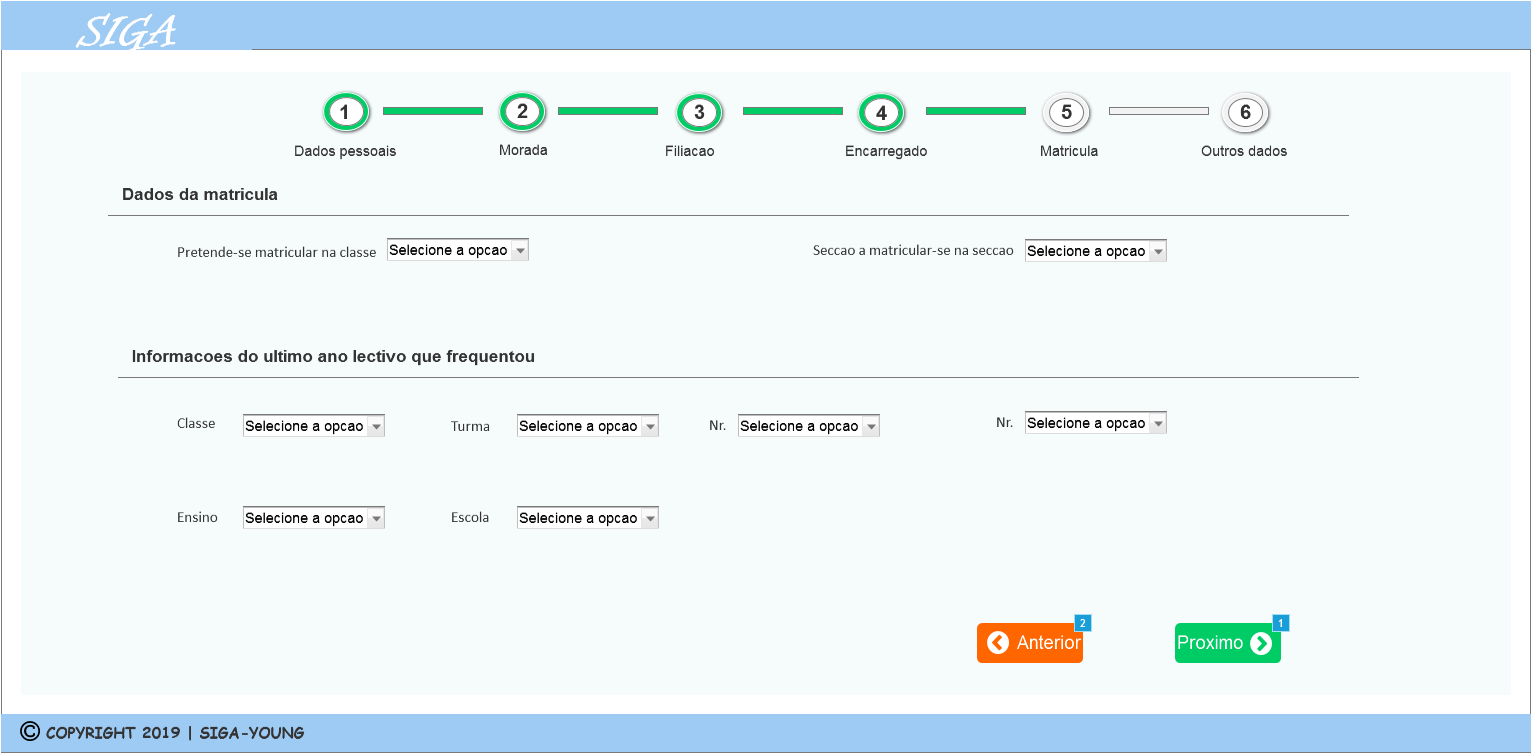 SIGA
1 2 3 4 5 6
Dados pessoais Morada Filiacao Encarregado Matricula Outros dados
Dados da matricula
Pretende-se matricular na classe Selecione a opcao Seccao a matricular-se na seccao Selecione a opcao
Informacoes do ultimo ano lectivo que frequentou
Classe Selecione a opcao Turma Selecione a opcao Nr. Selecione a opcao Nr. Selecione a opcao
Ensino Selecione a opcao Escola Selecione a opcao
2 1
Anterior Proximo
© COPYRIGHT 2019 | SIGA-YOUNG